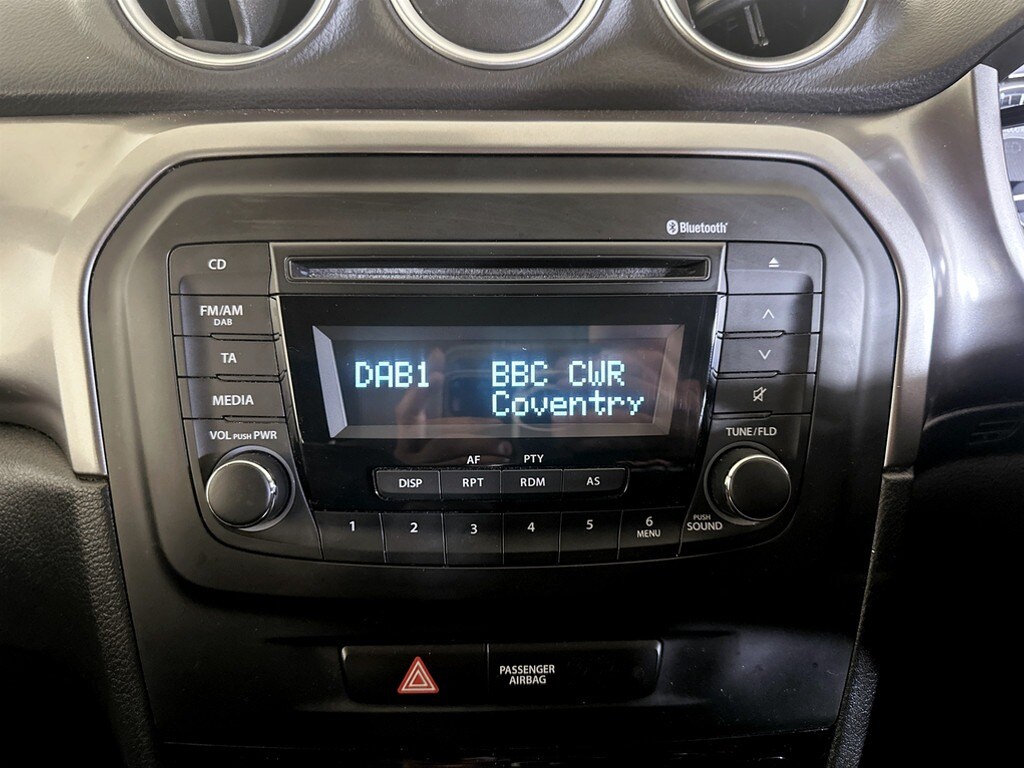 Bluetooth
CD
FM/AM
DAB
TA
MEDIA
VOL PUSH PWR
DAB1 BBC CWR
Coventry
TUNE/FLD
AF PTY
DISP RPT RDM AS
1 2 3 4 5 6
MENU
PUSH
SOUND
PASSENGER
AIRBAG